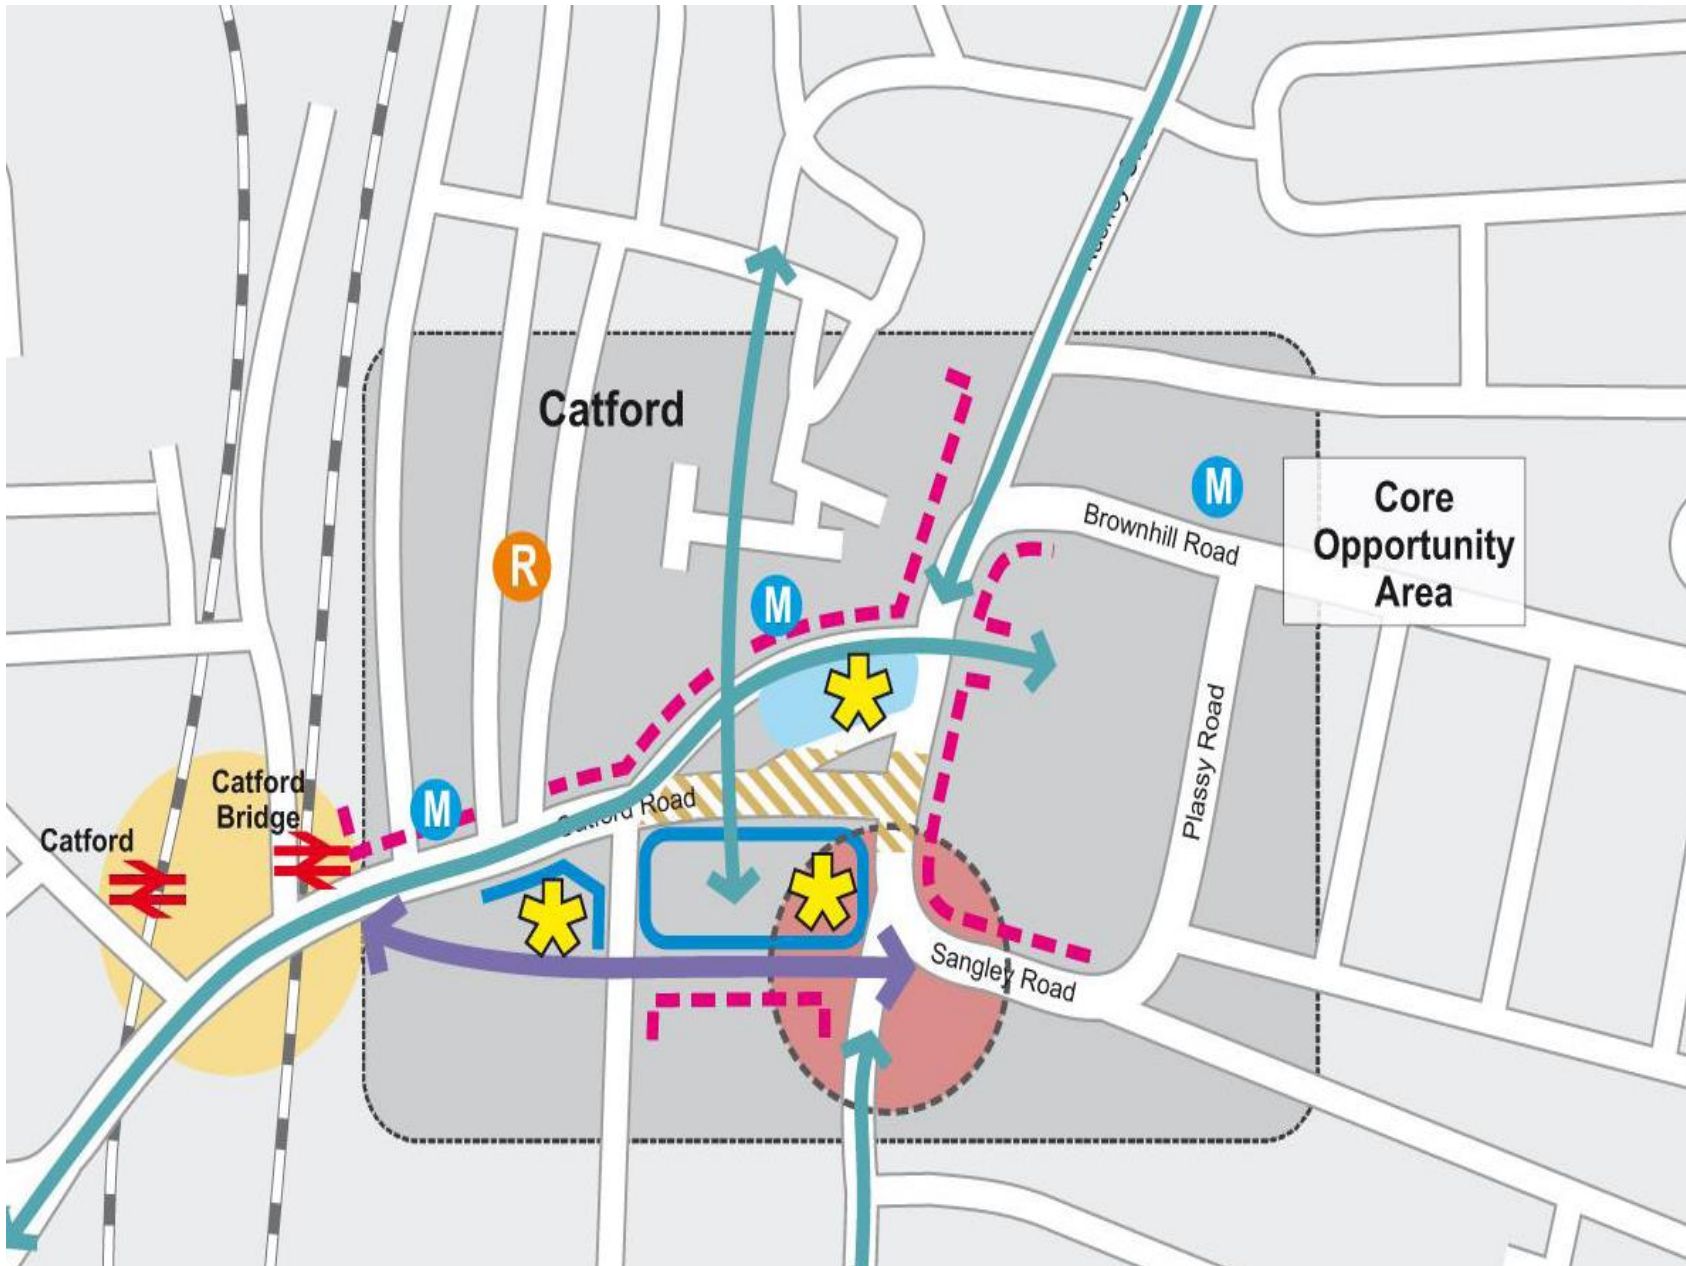 Catford
M
Core
Opportunity
Area
Brownhill Road
R
M
Plassy Road
Catford
Bridge
M
Catford Road
Catford
Sangley Road